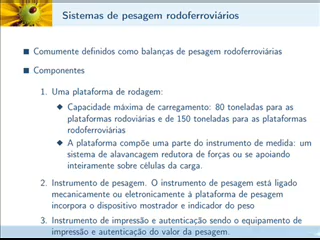 Sistemas de pesagem rodoferroviários
Comumente definidos como balanças de pesagem rodoferroviárias
Componentes
1. Uma plataforma de rodagem:
Capacidade máxima de carregamento: 80 toneladas para as
plataformas rodoviárias e de 150 toneladas para as plataformas
rodoferroviárias
A plataforma compõe uma parte do instrumento de medida: um
sistema de alavancagem redutora de forças ou se apoiando
inteiramente sobre células da carga.
2. Instrumento de pesagem. O instrumento de pesagem está ligado
mecanicamente ou eletronicamente à plataforma de pesagem
incorpora o dispositivo mostrador e indicador do peso
3. Instrumento de impressão e autenticação sendo o equipamento de
impressão e autenticação do valor da pesagem.